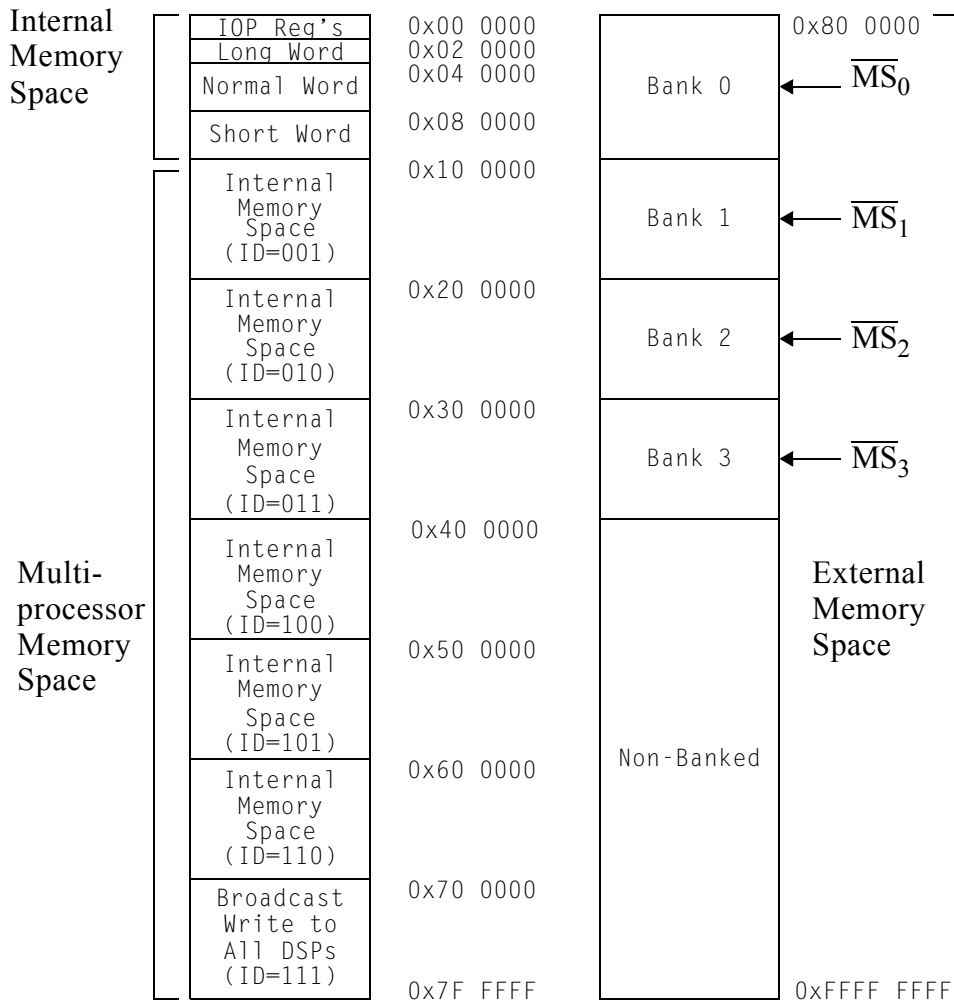 Internal
Memory
Space
IOP Reg's
0x00 0000
Long Word
0x02 0000
Normal Word
0x04 0000
Short Word
0x08 0000
Multi-
processor
Memory
Space
Internal
Memory
Space
(ID=001)
0x10 0000
Internal
Memory
Space
(ID=010)
0x20 0000
Internal
Memory
Space
(ID=011)
0x30 0000
Internal
Memory
Space
(ID=100)
0x40 0000
Internal
Memory
Space
(ID=101)
0x50 0000
Internal
Memory
Space
(ID=110)
0x60 0000
Broadcast
Write to
All DSPs
(ID=111)
0x70 0000
0x7F FFFF
0x80 0000
Bank 0
MS0
Bank 1
MS1
Bank 2
MS2
Bank 3
MS3
Non-Banked
External
Memory
Space
0xFFFF FFFF